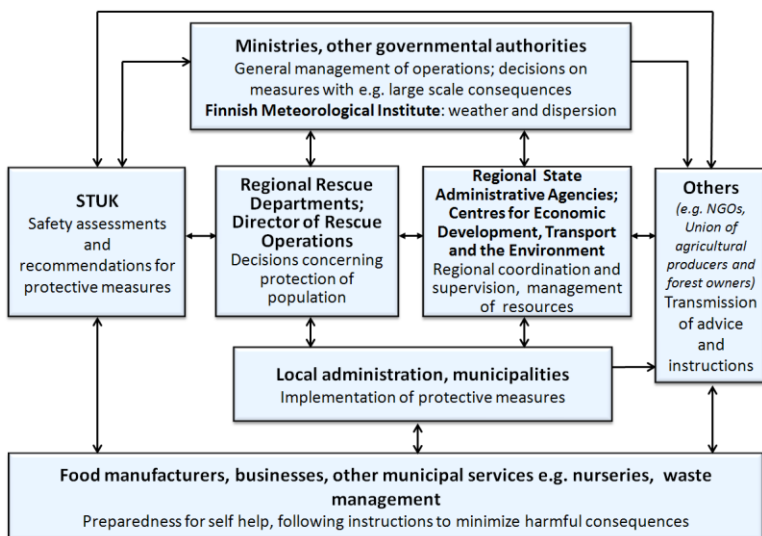 Ministries, other governmental authorities
General management of operations; decisions on
measures with e.g. large scale consequences
Finnish Meteorological Institute: weather and dispersion
STUK
Safety assessments
and
recommendations for
protective measures
Regional Rescue
Departments;
Director of Rescue
Operations
Decisions concerning
protection of
population
Regional State
Administrative Agencies;
Centres for Economic
Development, Transport
and the Environment
Regional coordination and
supervision, management
of resources
Others
(e.g. NGOs,
Union of
agricultural
producers and
forest owners)
Transmission
of advice
and
instructions
Local administration, municipalities
Implementation of protective measures
Food manufacturers, businesses, other municipal services e.g. nurseries, waste
management
Preparedness for self help, following instructions to minimize harmful consequences